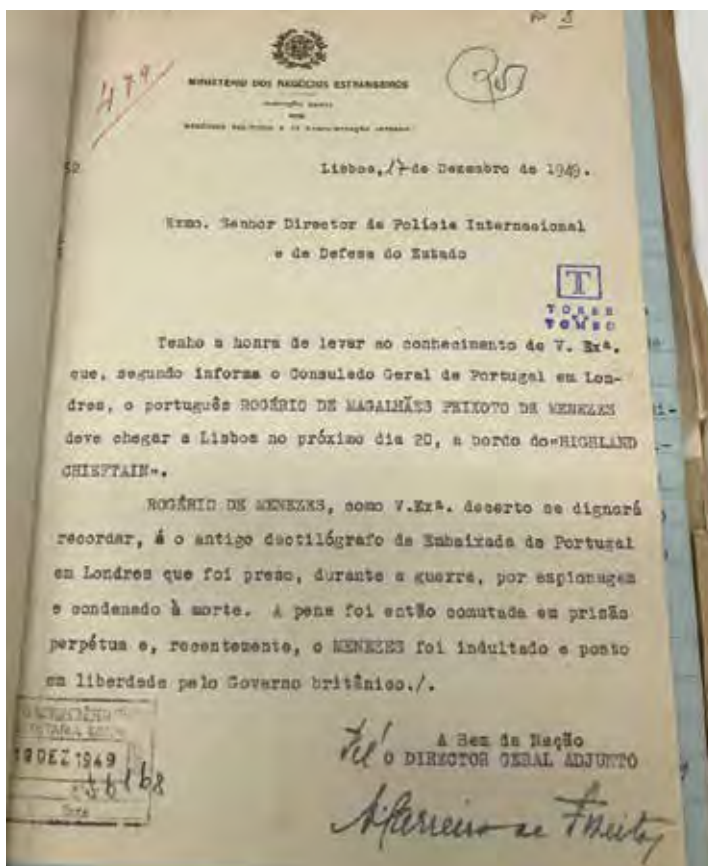 479
MINISTÉRIO DOS NEGÓCIOS ESTRANGEIROS
DOS
Lisboa, 17 de Dezembro de 1949.
Exmo. Senhor Director da Polícia Internacional
e de Defesa do Estado
T
TORRE
DO
TOMBO
Tenho a honra de levar ao conhecimento de V. Exª.
que, segundo informa o Consulado Geral de Portugal em Lon-
dres, o português ROGÉRIO DE MAGALHÃES PEIXOTO DE MENEZES
deve chegar a Lisboa no próximo dia 20, a bordo do "HIGHLAND
CHIEFTAIN".
ROGÉRIO DE MENEZES, como V.Exª. decerto se dignará
recordar, é o antigo dactilógrafo da Embaixada de Portugal
em Londres que foi preso, durante a guerra, por espionagem
e condenado à morte. A pena foi então comutada em prisão
perpétua e, recentemente, o MENEZES foi indultado e posto
em liberdade pelo Governo britânico./.
A Bem da Nação
O DIRECTOR GERAL ADJUNTO
DEZ 1949